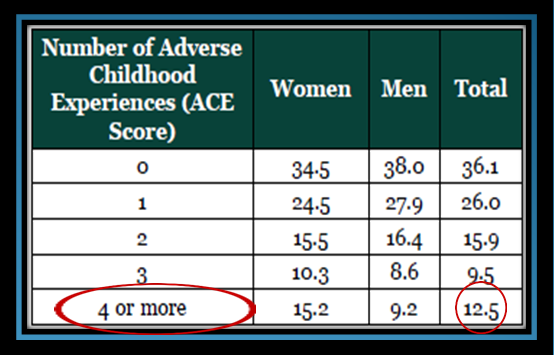 Number of Adverse
Childhood
Experiences (ACE
Score) Women Men Total
0 34.5 38.0 36.1
1 24.5 27.9 26.0
2 15.5 16.4 15.9
3 10.3 8.6 9.5
4 or more 15.2 9.2 12.5